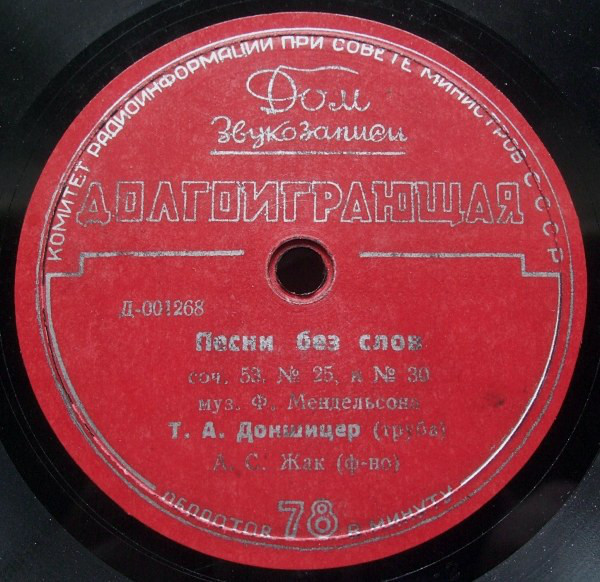 КОМИТЕТ РАДИОИНФОРМАЦИИ ПРИ СОВЕТЕ МИНИСТРОВ СССР
Дом
Звукозаписи
ДОЛГОИГРАЮЩАЯ
Д-001268
Песни без слов
соч. 53, № 25, и № 30
муз. Ф. Мендельсона
Т. А. Доншицер (труба)
А. С. Жак (ф-но)
ОБОРОТОВ 78 В МИНУТУ